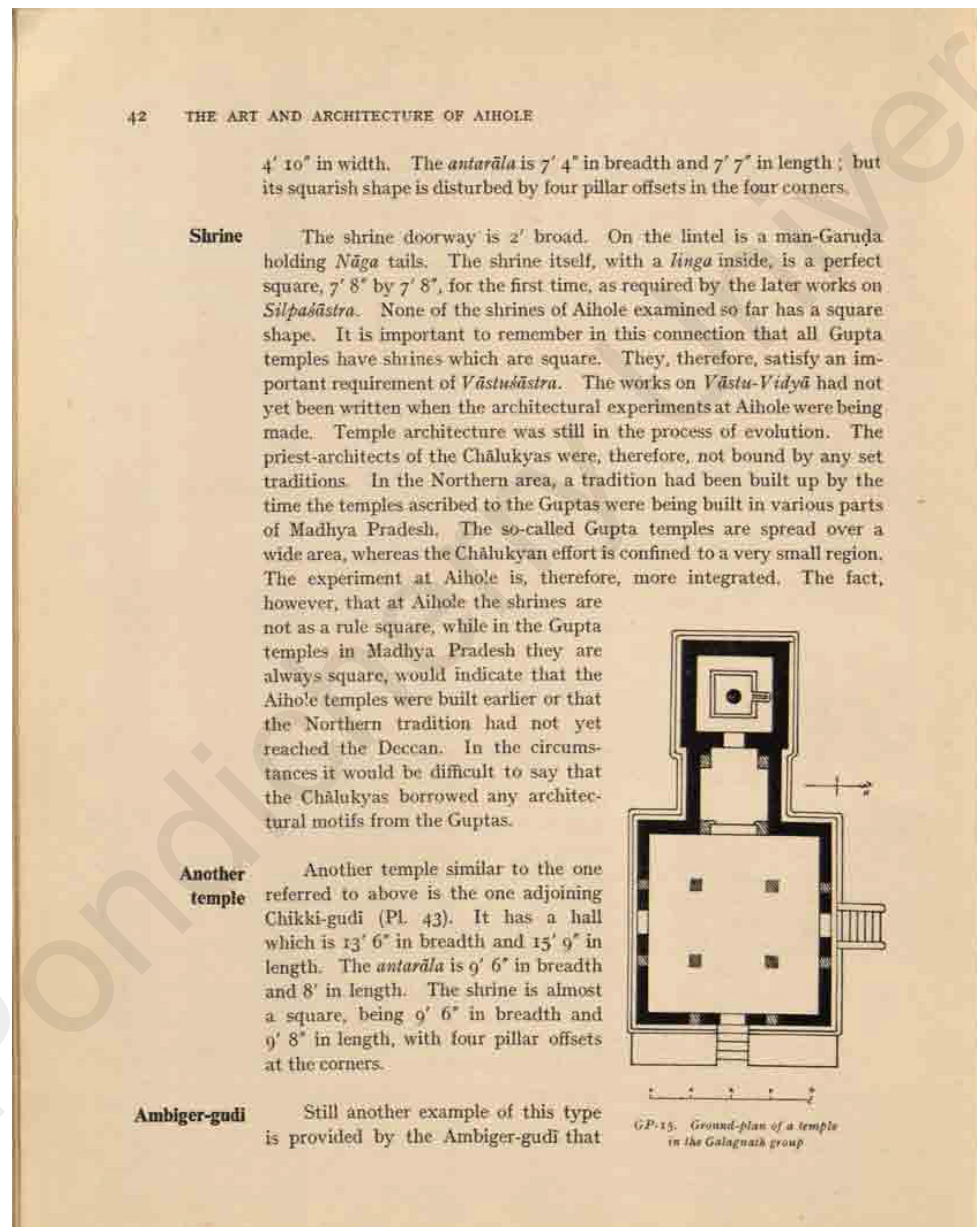 42 THE ART AND ARCHITECTURE OF AIHOLE
4′ 10″ in width. The antarāla is 7′ 4″ in breadth and 7′ 7″ in length ; but
its squarish shape is disturbed by four pillar offsets in the four corners.
Shrine The shrine doorway is 2′ broad. On the lintel is a man-Garuḍa
holding Nāga tails. The shrine itself, with a linga inside, is a perfect
square, 7′ 8″ by 7′ 8″, for the first time, as required by the later works on
Silpaśāstra. None of the shrines of Aihole examined so far has a square
shape. It is important to remember in this connection that all Gupta
temples have shrines which are square. They, therefore, satisfy an im-
portant requirement of Vāstuśāstra. The works on Vāstu-Vidyā had not
yet been written when the architectural experiments at Aihole were being
made. Temple architecture was still in the process of evolution. The
priest-architects of the Chālukyas were, therefore, not bound by any set
traditions. In the Northern area, a tradition had been built up by the
time the temples ascribed to the Guptas were being built in various parts
of Madhya Pradesh. The so-called Gupta temples are spread over a
wide area, whereas the Chālukyan effort is confined to a very small region.
The experiment at Aihole is, therefore, more integrated. The fact,
however, that at Aihole the shrines are
not as a rule square, while in the Gupta
temples in Madhya Pradesh they are
always square, would indicate that the
Aihole temples were built earlier or that
the Northern tradition had not yet
reached the Deccan. In the circums-
tances it would be difficult to say that
the Chālukyas borrowed any architec-
tural motifs from the Guptas.
Another Another temple similar to the one
temple referred to above is the one adjoining
Chikki-gudi (Pl. 43). It has a hall
which is 13′ 6″ in breadth and 15′ 9″ in
length. The antarāla is 9′ 6″ in breadth
and 8′ in length. The shrine is almost
a square, being 9′ 6″ in breadth and
9′ 8″ in length, with four pillar offsets
at the corners.
Ambiger-gudi Still another example of this type
is provided by the Ambiger-gudī that
GP-15. Ground-plan of a temple
in the Galagnath group